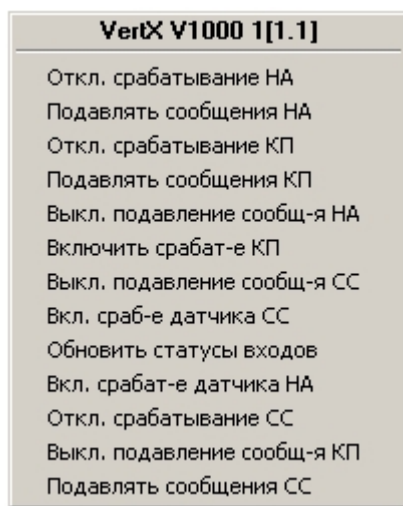 VertX V1000 1[1.1]
Откл. срабатывание НА
Подавлять сообщения НА
Откл. срабатывание КП
Подавлять сообщения КП
Выкл. подавление сообщ-я НА
Включить срабат-е КП
Выкл. подавление сообщ-я СС
Вкл. сраб-е датчика СС
Обновить статусы входов
Вкл. срабат-е датчика НА
Откл. срабатывание СС
Выкл. подавление сообщ-я КП
Подавлять сообщения СС